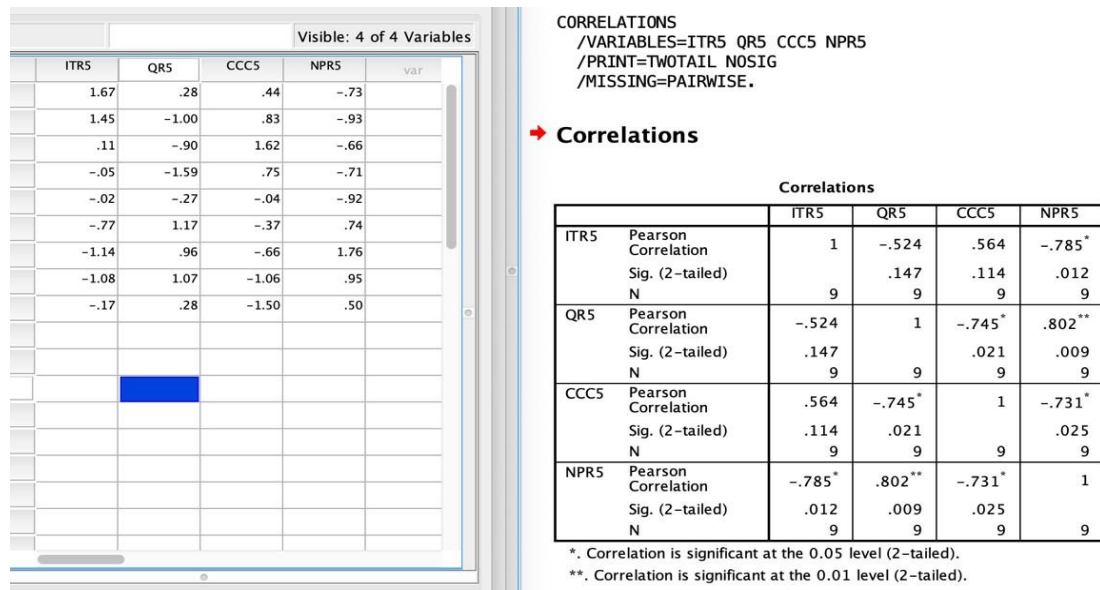 Visible: 4 of 4 Variables
ITR5 QR5 CCC5 NPR5 var
1.67 .28 .44 -.73
1.45 -1.00 .83 -.93
.11 -.90 1.62 -.66
-.05 -1.59 .75 -.71
-.02 -.27 -.04 -.92
-.77 1.17 -.37 .74
-1.14 .96 -.66 1.76
-1.08 1.07 -1.06 .95
-.17 .28 -1.50 .50
CORRELATIONS
/VARIABLES=ITR5 QR5 CCC5 NPR5
/PRINT=TWOTAIL NOSIG
/MISSING=PAIRWISE.
Correlations
Correlations
ITR5 QR5 CCC5 NPR5
ITR5 Pearson Correlation 1 -.524 .564 -.785*
Sig. (2-tailed) .147 .114 .012
N 9 9 9 9
QR5 Pearson Correlation -.524 1 -.745* .802**
Sig. (2-tailed) .147 .021 .009
N 9 9 9 9
CCC5 Pearson Correlation .564 -.745* 1 -.731*
Sig. (2-tailed) .114 .021 .025
N 9 9 9 9
NPR5 Pearson Correlation -.785* .802** -.731* 1
Sig. (2-tailed) .012 .009 .025
N 9 9 9 9
*. Correlation is significant at the 0.05 level (2-tailed).
**. Correlation is significant at the 0.01 level (2-tailed).